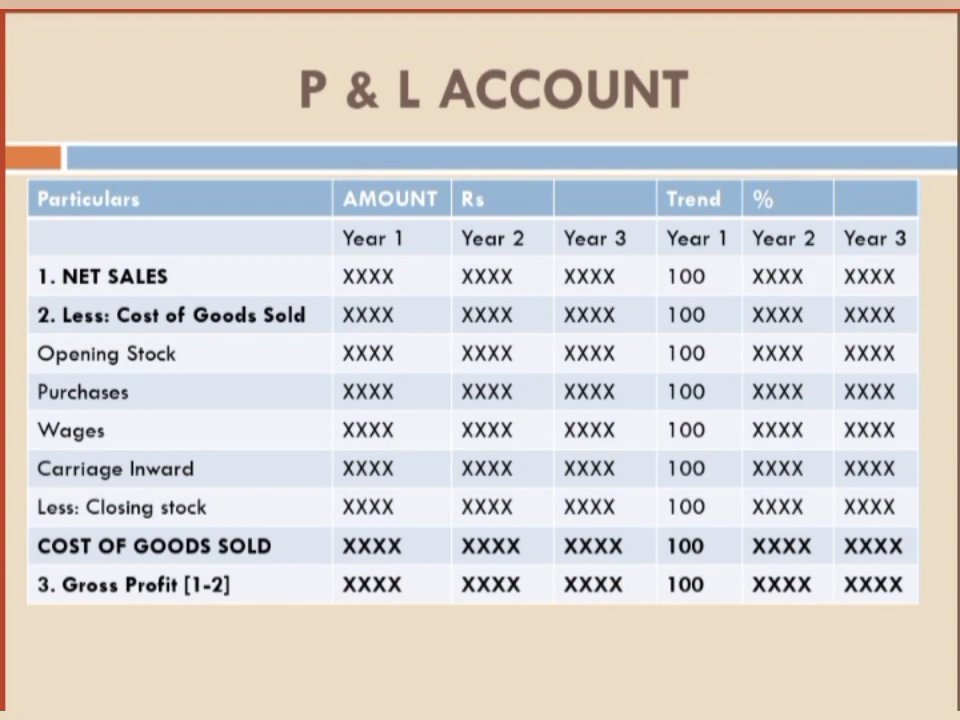 P & L ACCOUNT
Particulars AMOUNT Rs Trend %
Year 1 Year 2 Year 3 Year 1 Year 2 Year 3
1. NET SALES XXXX XXXX XXXX 100 XXXX XXXX
2. Less: Cost of Goods Sold XXXX XXXX XXXX 100 XXXX XXXX
Opening Stock XXXX XXXX XXXX 100 XXXX XXXX
Purchases XXXX XXXX XXXX 100 XXXX XXXX
Wages XXXX XXXX XXXX 100 XXXX XXXX
Carriage Inward XXXX XXXX XXXX 100 XXXX XXXX
Less: Closing stock XXXX XXXX XXXX 100 XXXX XXXX
COST OF GOODS SOLD XXXX XXXX XXXX 100 XXXX XXXX
3. Gross Profit [1-2] XXXX XXXX XXXX 100 XXXX XXXX